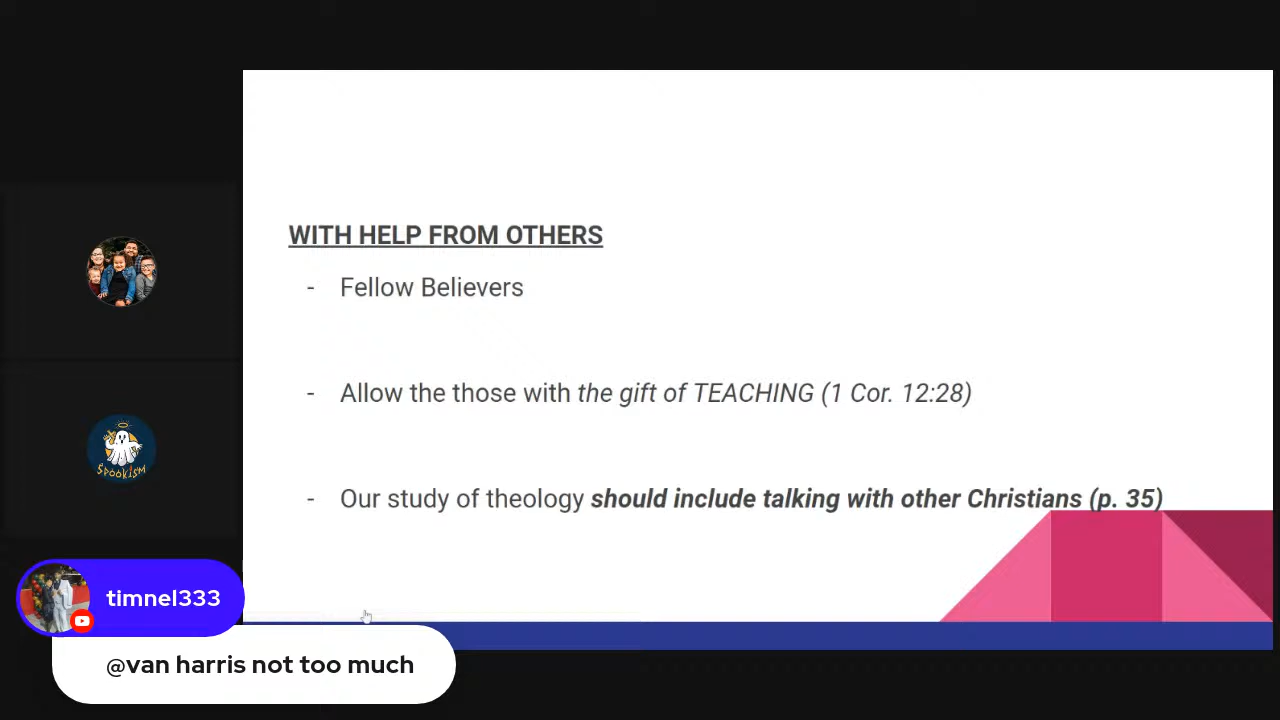 WITH HELP FROM OTHERS
- Fellow Believers
- Allow the those with the gift of TEACHING (1 Cor. 12:28)
- Our study of theology should include talking with other Christians (p. 35)
SPOOKISM
timnel333
@van harris not too much